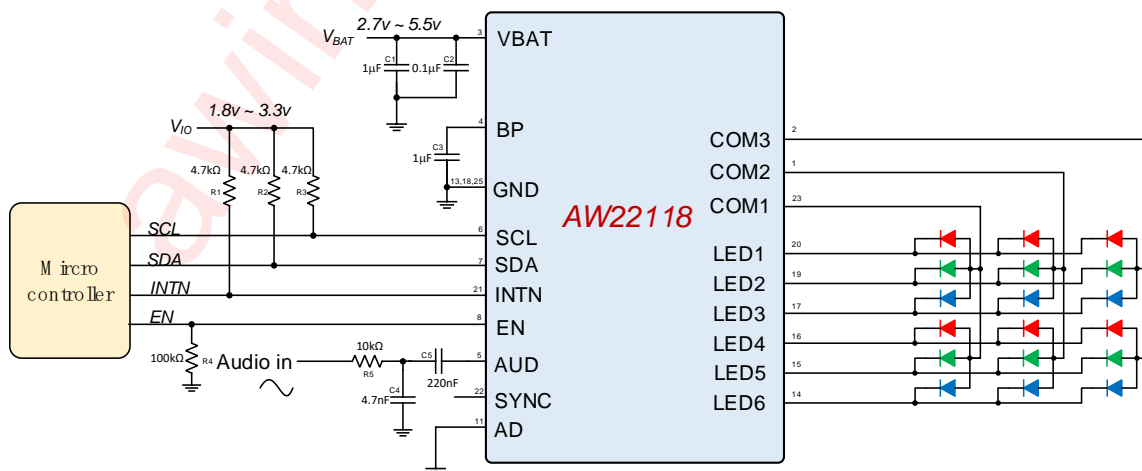 awin
2.7v ~ 5.5v
VBAT
3
VBAT
C1
1µF
0.1µF
C2
1.8v ~ 3.3v
VIO
4
BP
C3
1µF
4.7kΩ
4.7kΩ
4.7kΩ
R1
R2
R3
13,18,25
GND
AW22118
COM3
2
COM2
1
COM1
23
Mircro
controller
SCL
6
SCL
SDA
7
SDA
INTN
21
INTN
EN
8
EN
LED1
20
LED2
19
LED3
17
LED4
16
LED5
15
LED6
14
100kΩ
R4
Audio in
10kΩ
R5
C5
220nF
5
AUD
C4
4.7nF
22
SYNC
11
AD